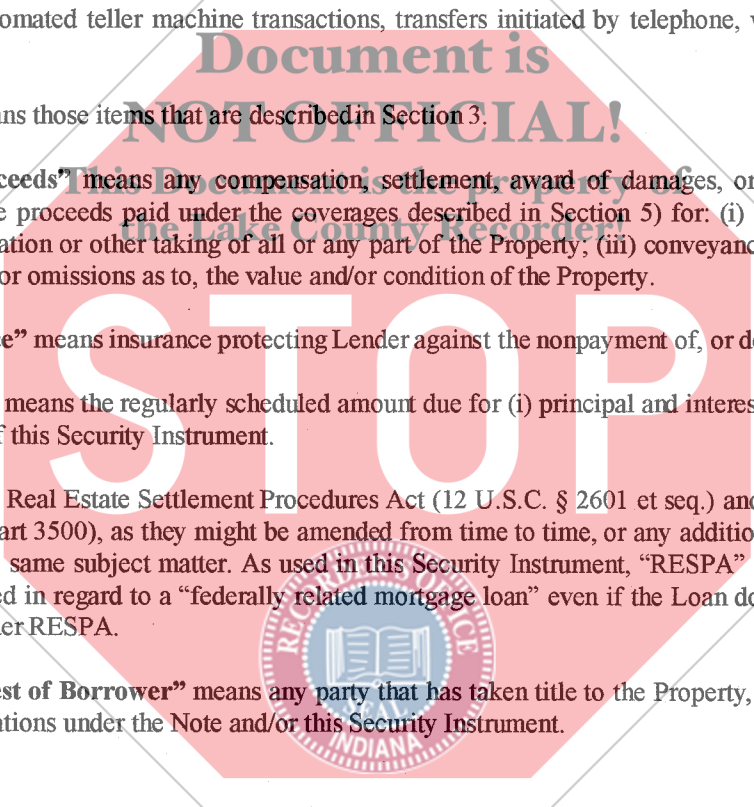 omated teller machine transactions, transfers initiated by telephone,
Document is
ns those items that are described in Section 3.
NOT OFFICIAL!
ceeds” means any compensation, settlement, award of damages, or
This Document is the property of
e proceeds paid under the coverages described in Section 5) for: (i)
the Lake County Recorder!
ation or other taking of all or any part of the Property; (iii) conveyanc
or omissions as to, the value and/or condition of the Property.
e” means insurance protecting Lender against the nonpayment of, or d
STOP
means the regularly scheduled amount due for (i) principal and interes
f this Security Instrument.
Real Estate Settlement Procedures Act (12 U.S.C. § 2601 et seq.) and
art 3500), as they might be amended from time to time, or any additio
same subject matter. As used in this Security Instrument, “RESPA”
ed in regard to a “federally related mortgage loan” even if the Loan do
er RESPA.
RECORDER'S OFFICE
SEAL
INDIANA
est of Borrower” means any party that has taken title to the Property,
ations under the Note and/or this Security Instrument.